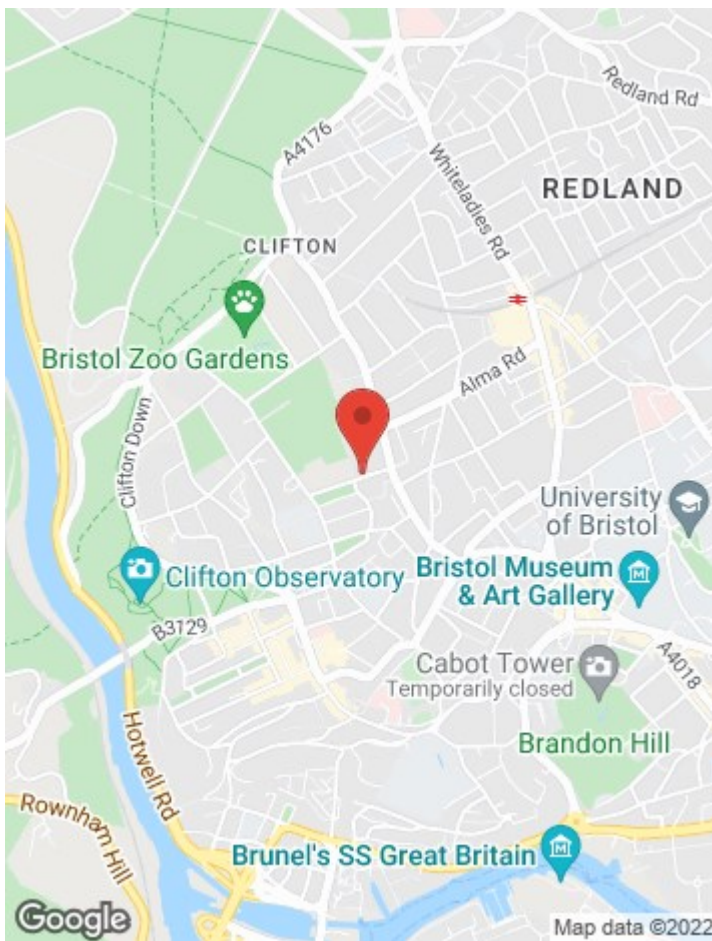 Redland Rd
A4176
Whiteladies Rd
REDLAND
CLIFTON
Bristol Zoo Gardens
Alma Rd
Clifton Down
University
of Bristol
Clifton Observatory
Bristol Museum
& Art Gallery
B3129
Cabot Tower
Temporarily closed
A4018
Hotwell Rd
Brandon Hill
Rownham Hill
Brunel's SS Great Britain
Google
Map data ©2022